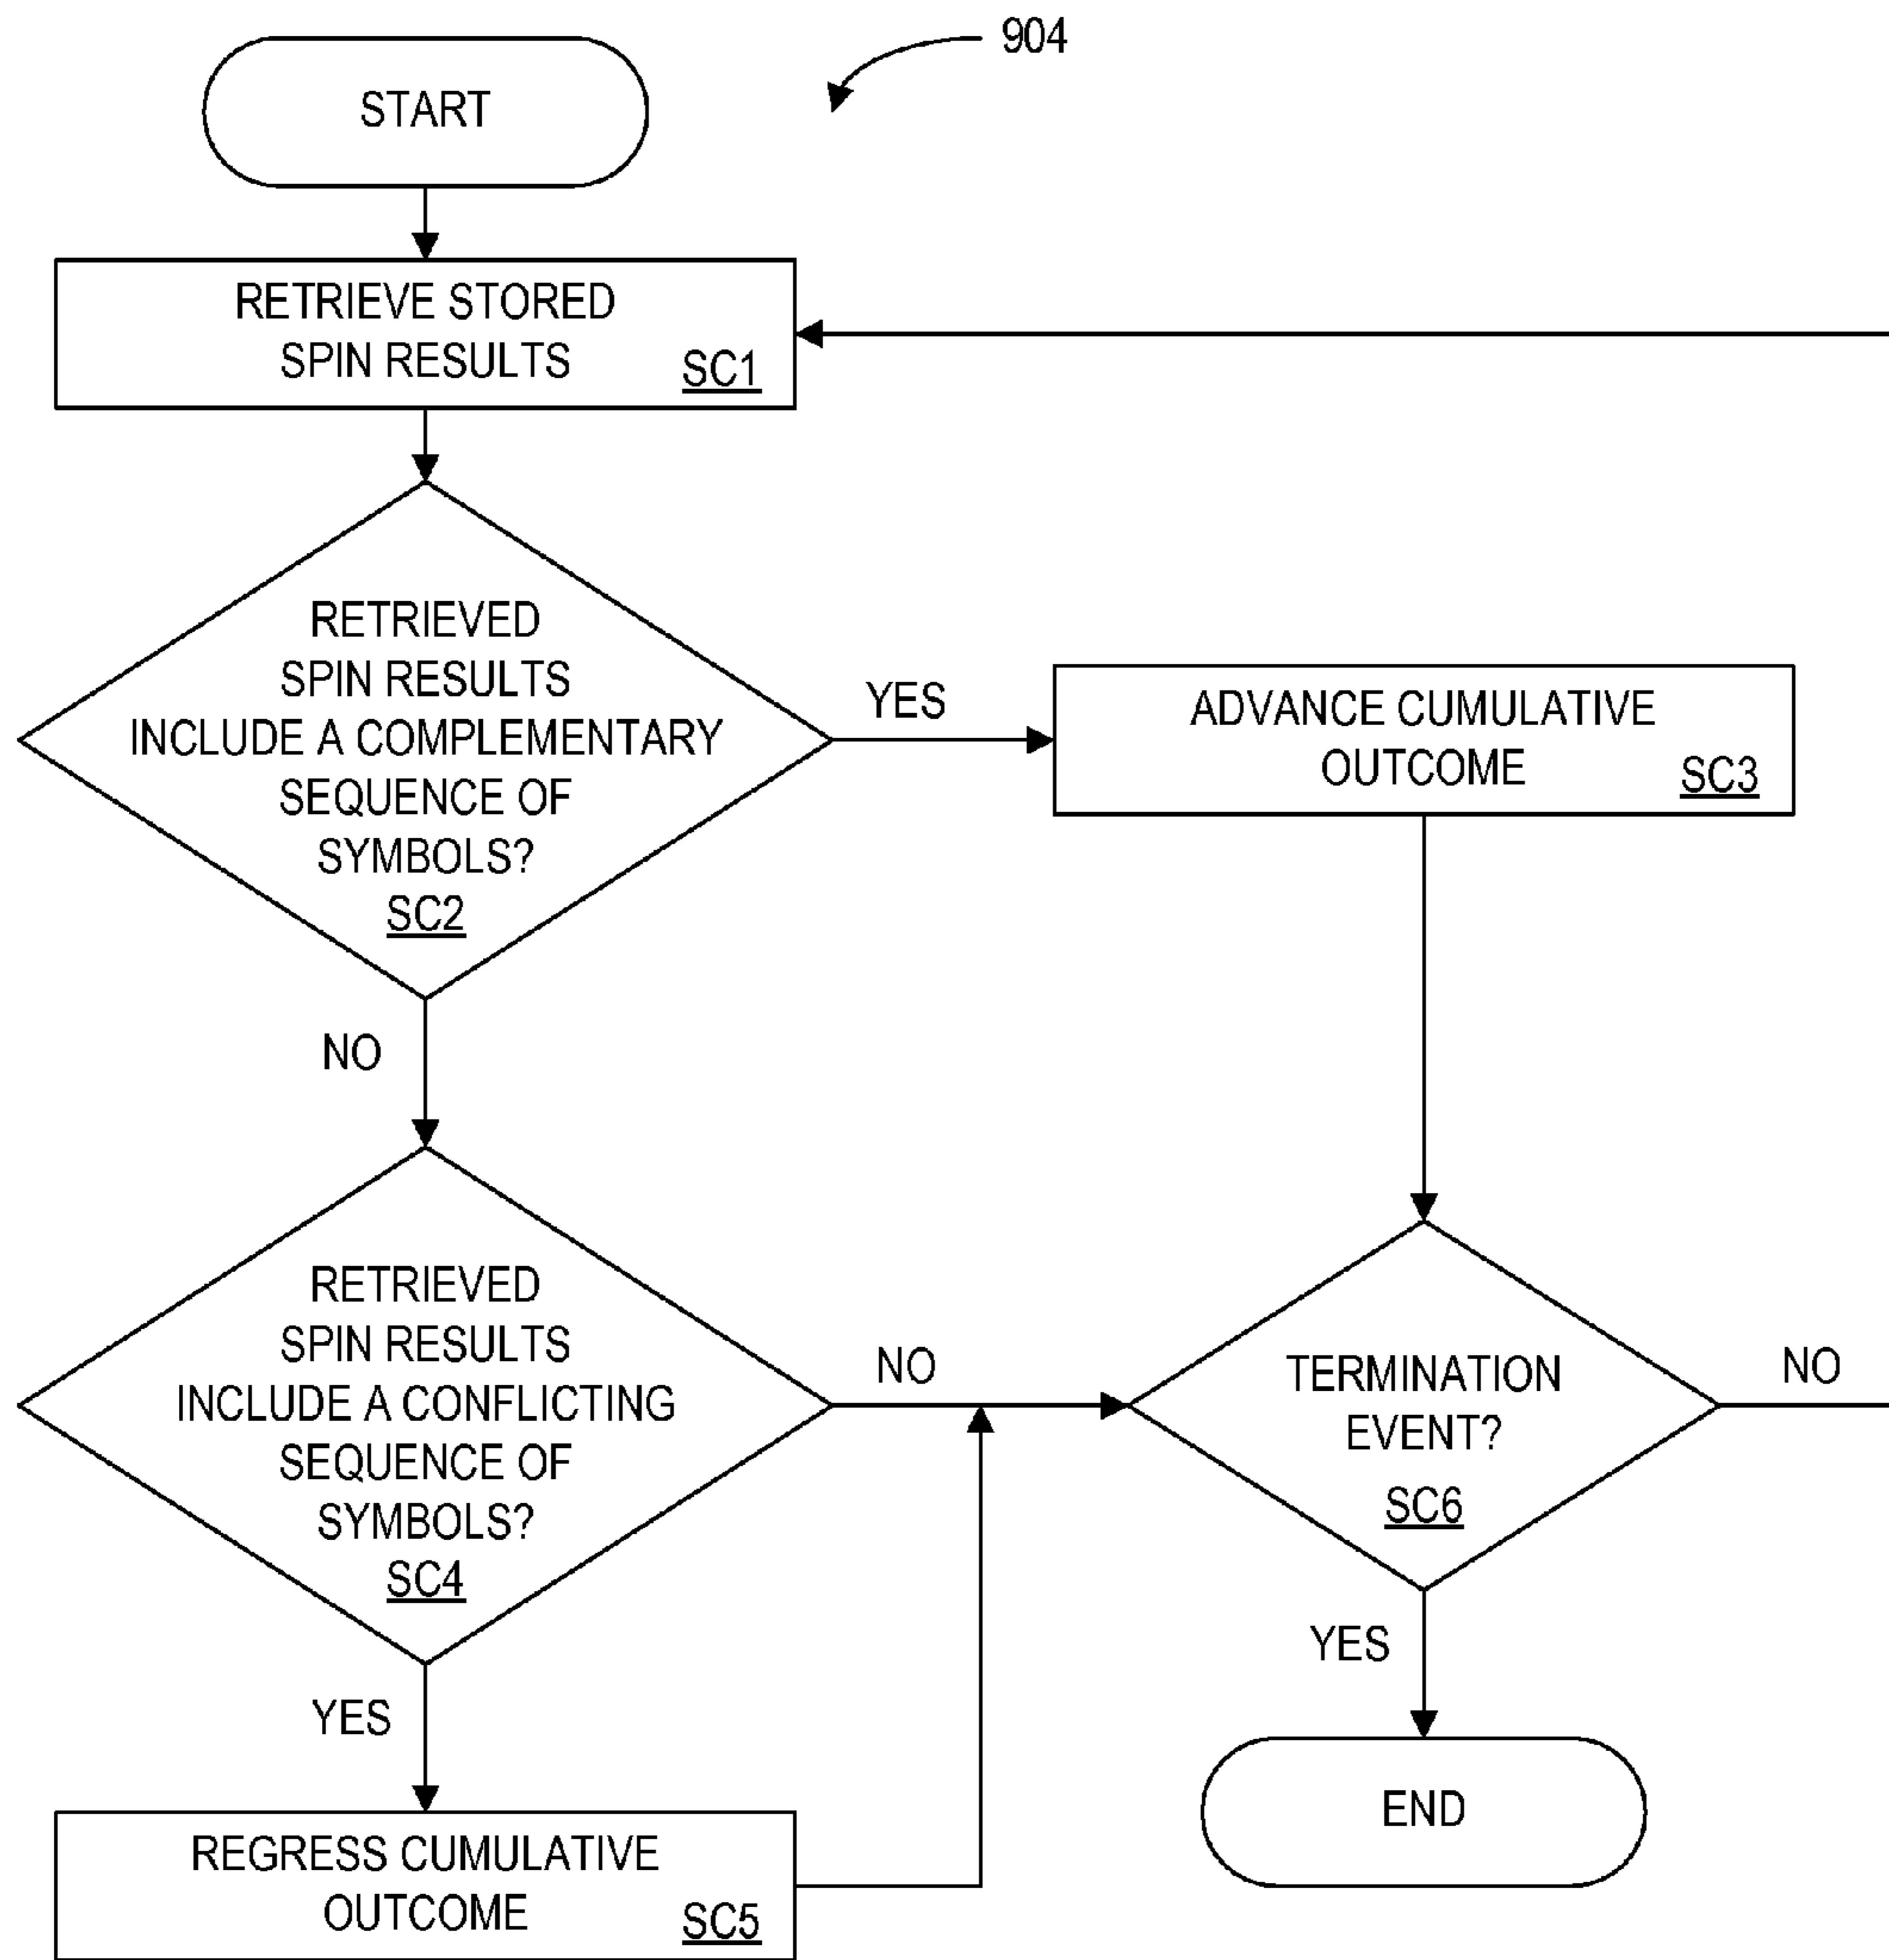 904
START
RETRIEVE STORED
SPIN RESULTS
SC1
RETRIEVED
SPIN RESULTS
INCLUDE A COMPLEMENTARY
SEQUENCE OF
SYMBOLS?
SC2
YES
ADVANCE CUMULATIVE
OUTCOME
SC3
NO
RETRIEVED
SPIN RESULTS
INCLUDE A CONFLICTING
SEQUENCE OF
SYMBOLS?
SC4
NO
TERMINATION
EVENT?
SC6
NO
YES
YES
REGRESS CUMULATIVE
OUTCOME
SC5
END